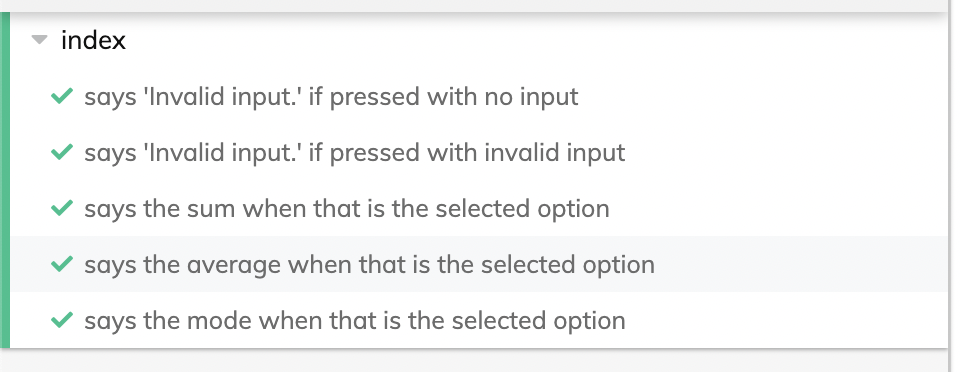 index
says 'Invalid input.' if pressed with no input
says 'Invalid input.' if pressed with invalid input
says the sum when that is the selected option
says the average when that is the selected option
says the mode when that is the selected option